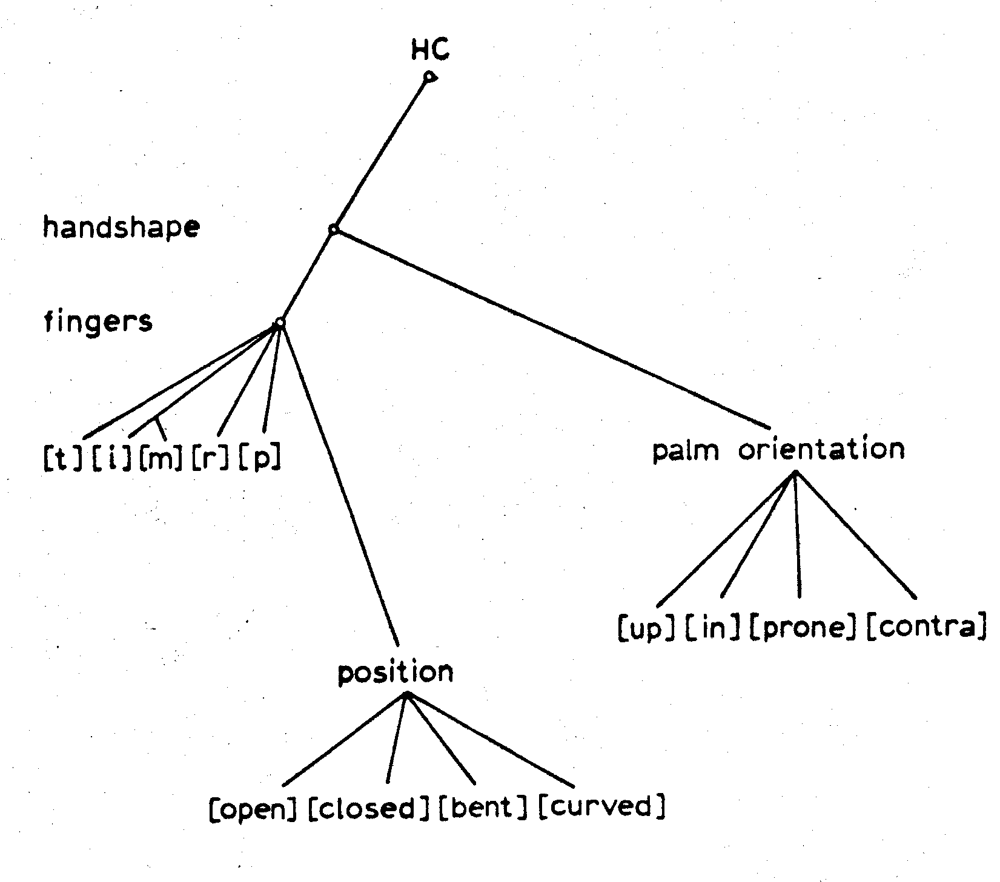 HC
handshape
fingers
[t] [i] [m] [r] [p]
palm orientation
[up] [in] [prone] [contra]
position
[open] [closed] [bent] [curved]